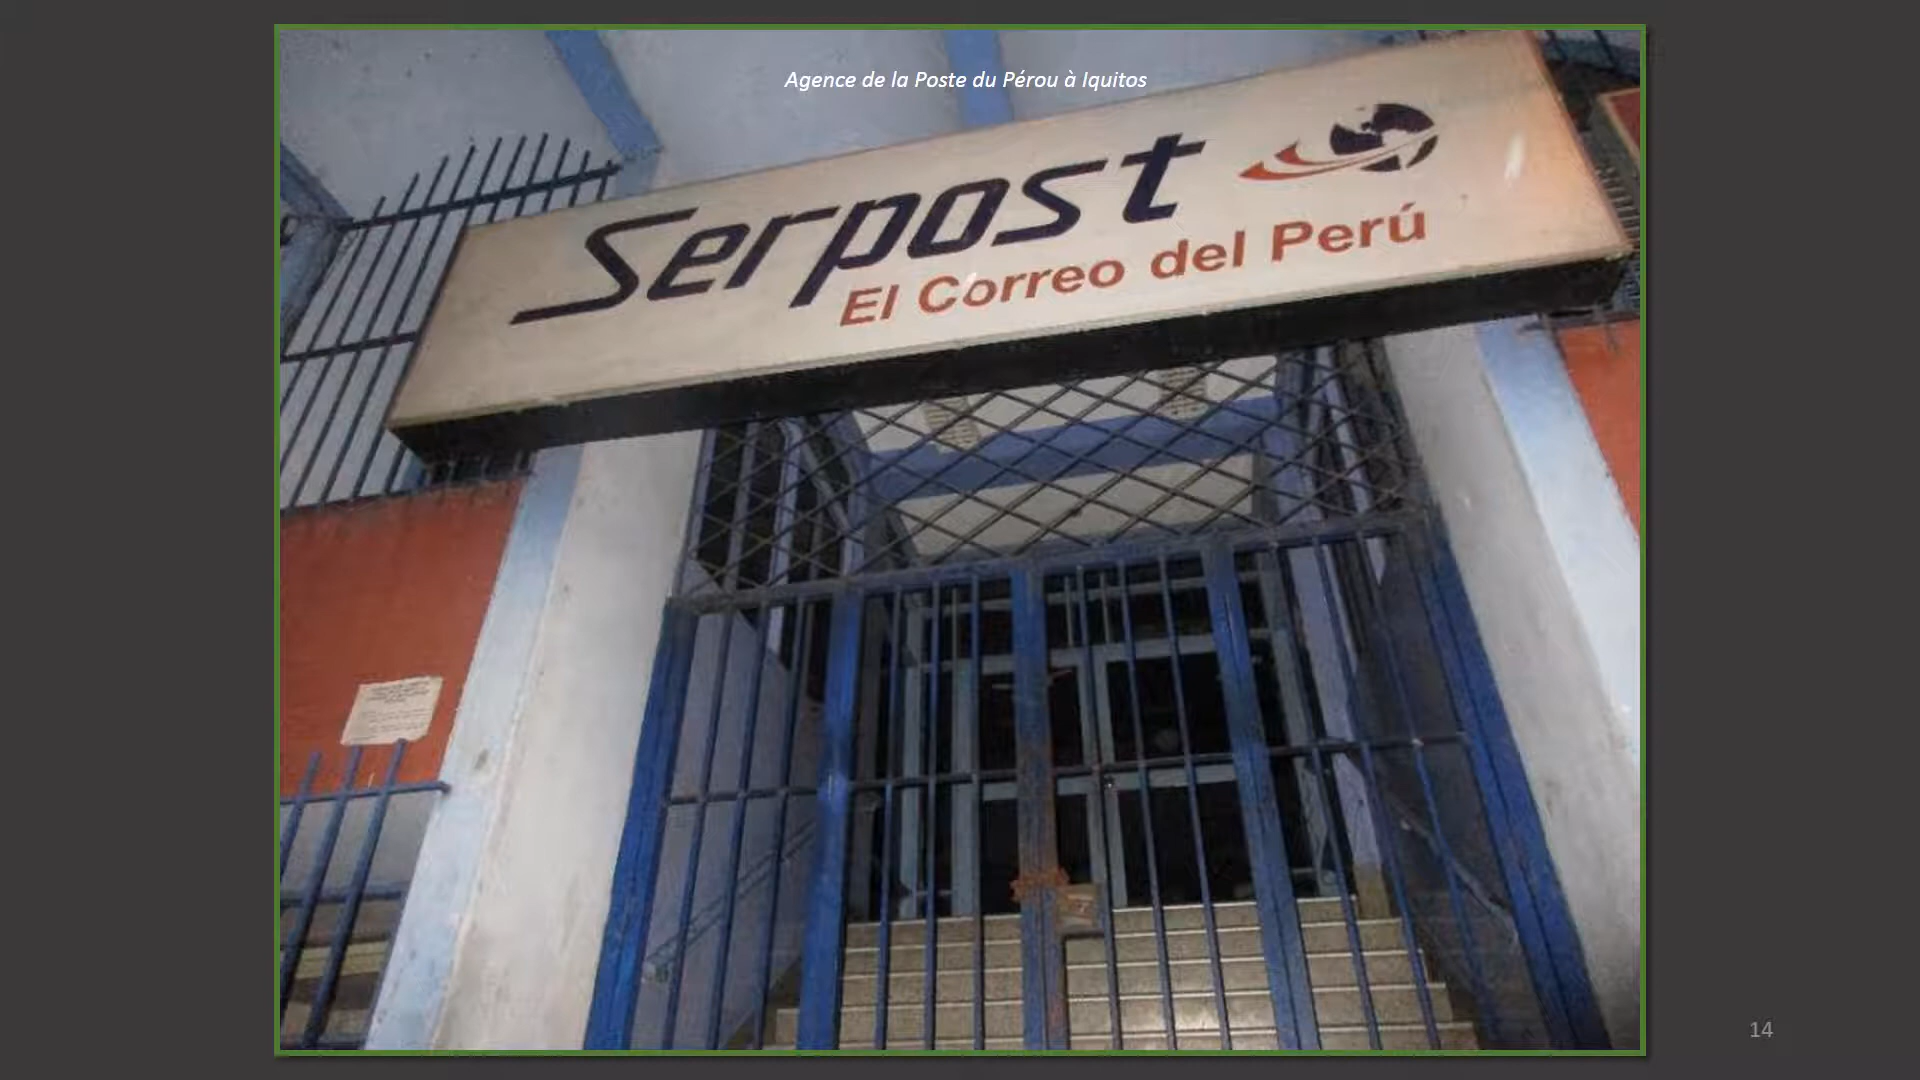 Agence de la Poste du Pérou à Iquitos
Serpost
El Correo del Perú
14